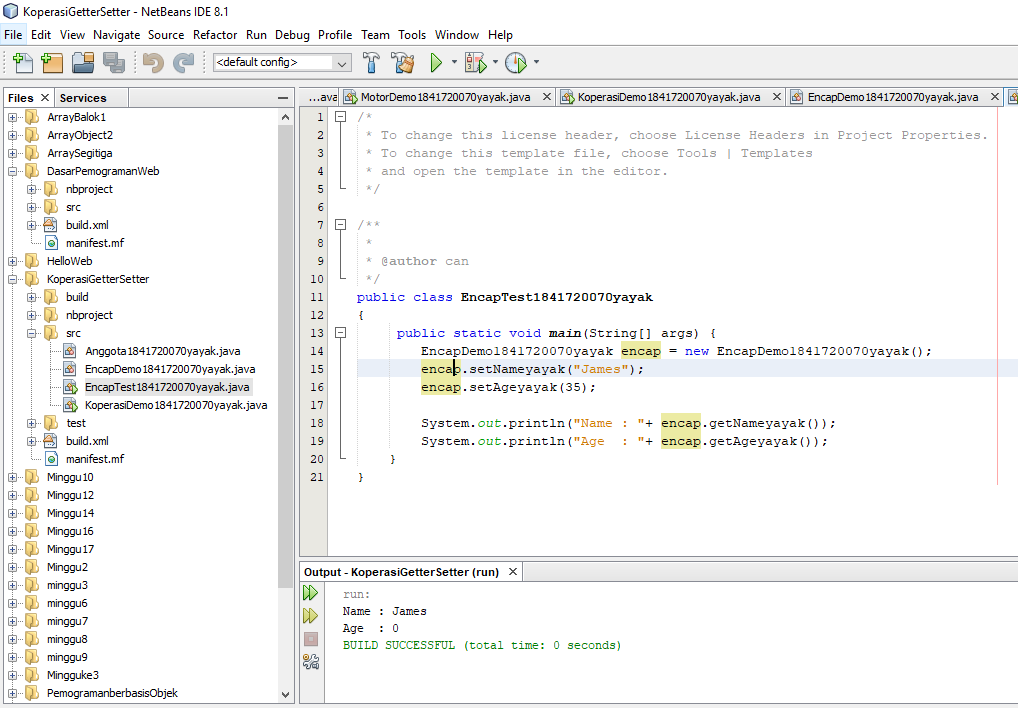 KoperasiGetterSetter - NetBeans IDE 8.1
File Edit View Navigate Source Refactor Run Debug Profile Team Tools Window Help
<default config>
Files Services
ArrayBalok1
ArrayObject2
ArraySegitiga
DasarPemogramanWeb
nbproject
src
build.xml
manifest.mf
HelloWeb
KoperasiGetterSetter
build
nbproject
src
Anggota1841720070yayak.java
EncapDemo1841720070yayak.java
EncapTest1841720070yayak.java
KoperasiDemo1841720070yayak.java
test
build.xml
manifest.mf
Minggu10
Minggu12
Minggu14
Minggu16
Minggu17
Minggu2
minggu3
minggu6
minggu7
minggu8
minggu9
Mingguke3
PemogramanberbasisObjek
...ava MotorDemo1841720070yayak.java KoperasiDemo1841720070yayak.java EncapDemo1841720070yayak.java
1 /*
2 * To change this license header, choose License Headers in Project Properties.
3 * To change this template file, choose Tools | Templates
4 * and open the template in the editor.
5 */
6
7 /**
8 *
9 * @author can
10 */
11 public class EncapTest1841720070yayak
12 {
13 public static void main(String[] args) {
14 EncapDemo1841720070yayak encap = new EncapDemo1841720070yayak();
15 encap.setNameyayak("James");
16 encap.setAgeyayak(35);
17
18 System.out.println("Name : "+ encap.getNameyayak());
19 System.out.println("Age  : "+ encap.getAgeyayak());
20 }
21 }
Output - KoperasiGetterSetter (run)
run:
Name : James
Age  : 0
BUILD SUCCESSFUL (total time: 0 seconds)